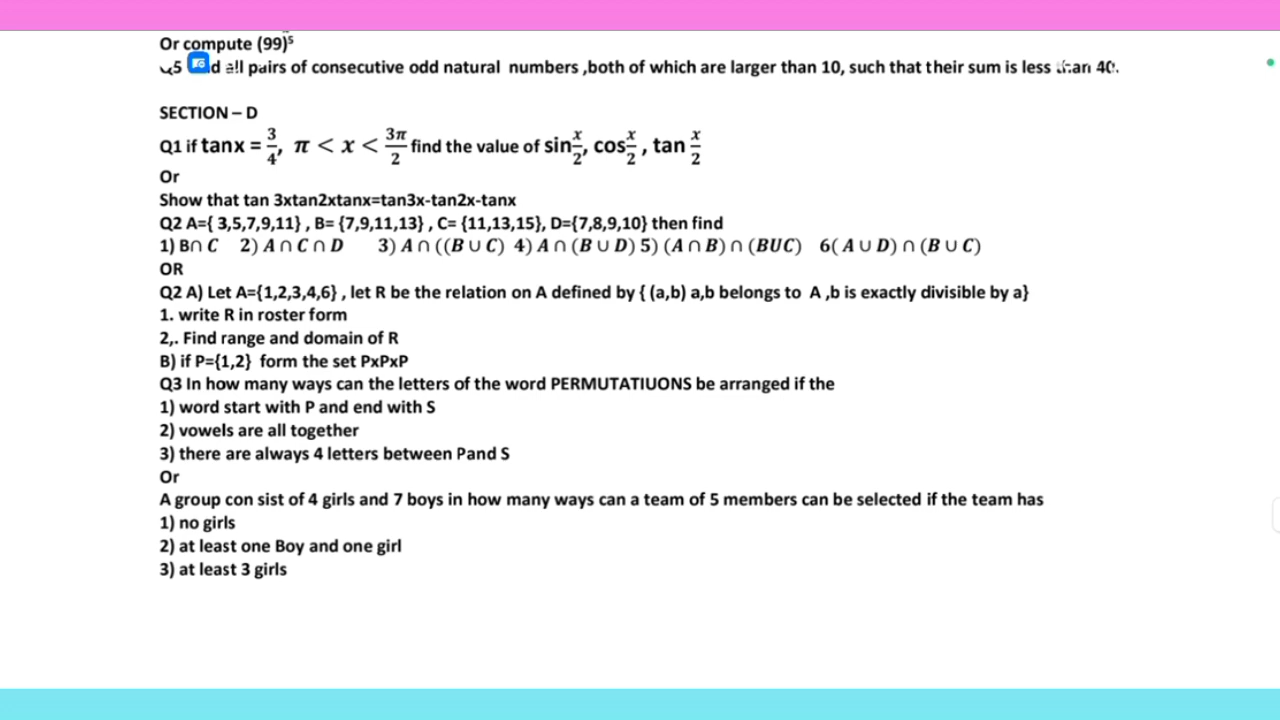 Or compute (99)⁵
all pairs of consecutive odd natural numbers ,both of which are larger than 10, such that their sum is less than 40.
SECTION – D
Q1 if tanx = 3/4, π < x < 3π/2 find the value of sin x/2, cos x/2 , tan x/2
Or
Show that tan 3xtan2xtanx=tan3x-tan2x-tanx
Q2 A={ 3,5,7,9,11} , B= {7,9,11,13} , C= {11,13,15}, D={7,8,9,10} then find
1) B∩ C 2) A ∩ C ∩ D 3) A ∩ ((B ∪ C) 4) A ∩ (B ∪ D) 5) (A ∩ B) ∩ (BUC) 6( A ∪ D) ∩ (B ∪ C)
OR
Q2 A) Let A={1,2,3,4,6} , let R be the relation on A defined by { (a,b) a,b belongs to A ,b is exactly divisible by a}
1. write R in roster form
2,. Find range and domain of R
B) if P={1,2} form the set PxPxP
Q3 In how many ways can the letters of the word PERMUTATIUONS be arranged if the
1) word start with P and end with S
2) vowels are all together
3) there are always 4 letters between Pand S
Or
A group con sist of 4 girls and 7 boys in how many ways can a team of 5 members can be selected if the team has
1) no girls
2) at least one Boy and one girl
3) at least 3 girls